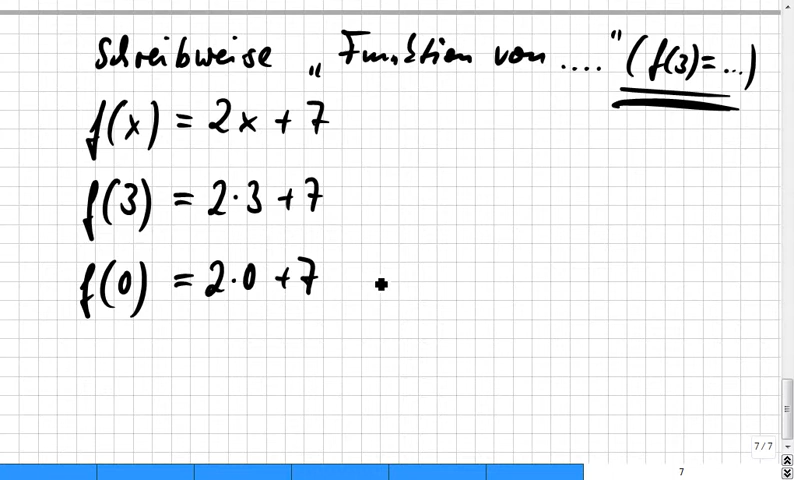 Schreibweise „Funktion von ...." (f(3)=...)
f(x) = 2x + 7
f(3) = 2·3 + 7
f(0) = 2·0 + 7
7/7
7